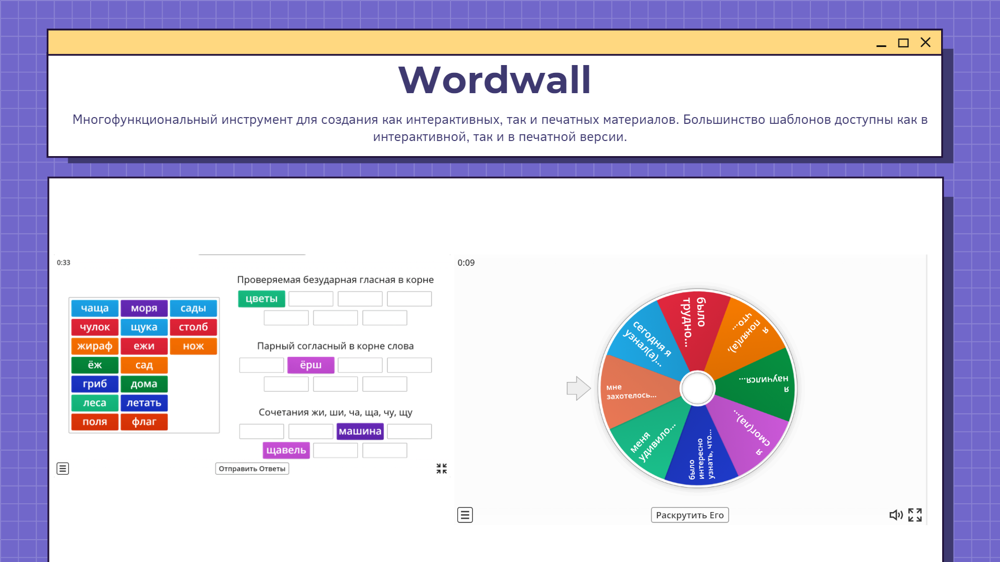 Wordwall
Многофункциональный инструмент для создания как интерактивных, так и печатных материалов. Большинство шаблонов доступны как в
интерактивной, так и в печатной версии.
0:33
чаща моря сады
чулок щука столб
жираф ежи нож
ёж сад
гриб дома
леса летать
поля флаг
Проверяемая безударная гласная в корне
цветы
Парный согласный в корне слова
ёрш
Сочетания жи, ши, ча, ща, чу, щу
машина
щавель
Отправить Ответы
0:09
было
трудно...
я
понял(а),
что...
я
научился...
я
смог(ла)...
было
интересно
узнать, что...
меня
удивило...
мне
захотелось...
сегодня я
узнал(а)...
Раскрутить Его